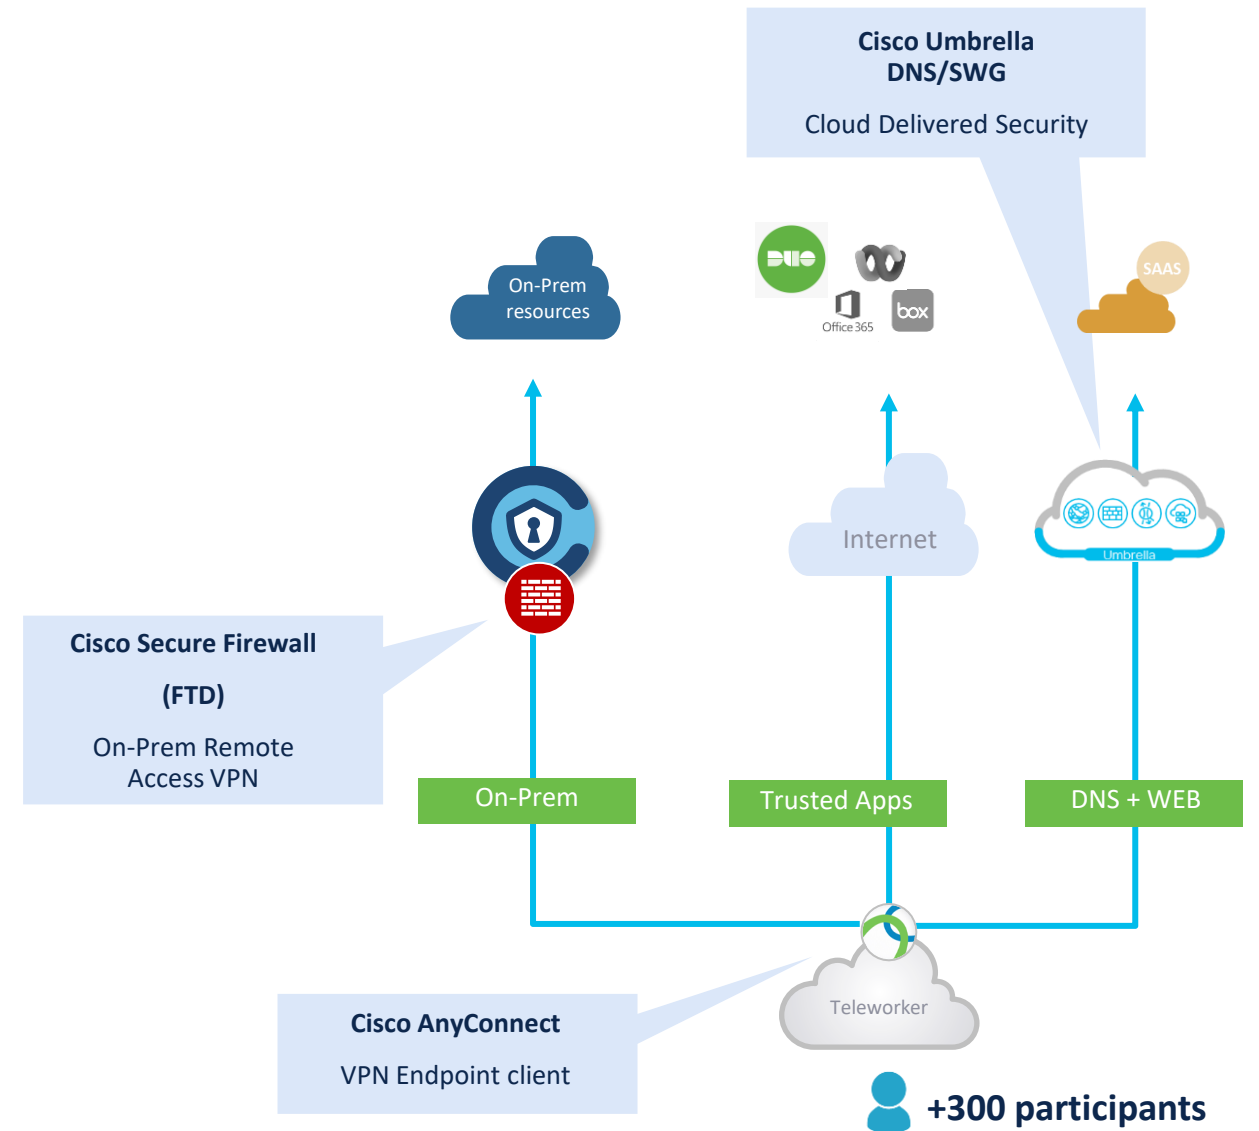 Cisco Umbrella
DNS/SWG
Cloud Delivered Security
On-Prem
resources
DUO
Office 365
box
SAAS
Internet
Umbrella
Cisco Secure Firewall
(FTD)
On-Prem Remote
Access VPN
On-Prem
Trusted Apps
DNS + WEB
Teleworker
Cisco AnyConnect
VPN Endpoint client
+300 participants